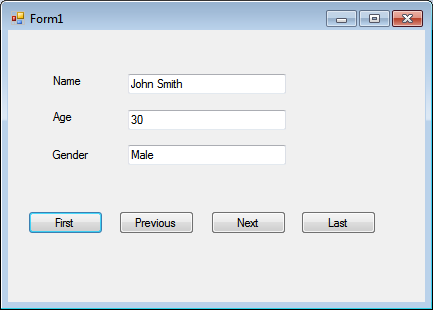 Form1
Name John Smith
Age 30
Gender Male
First Previous Next Last